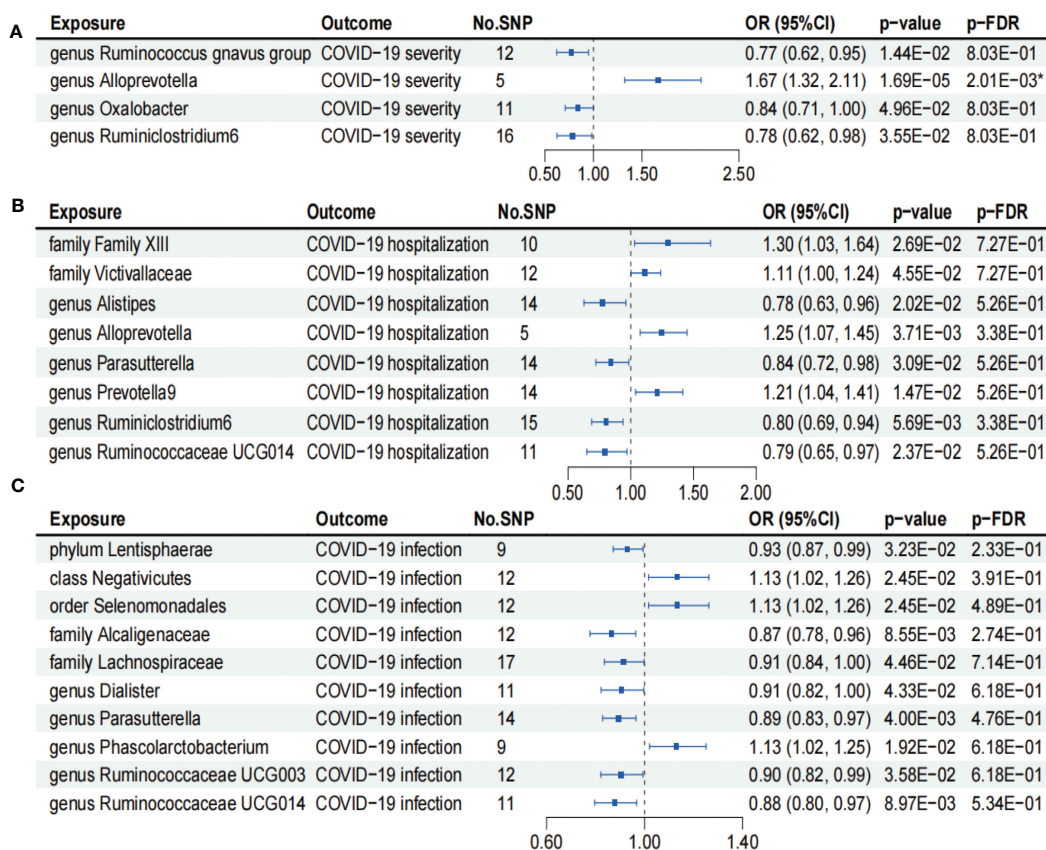 A
Exposure Outcome No.SNP OR (95%CI) p−value p−FDR
genus Ruminococcus gnavus group COVID−19 severity 12 0.77 (0.62, 0.95) 1.44E−02 8.03E−01
genus Alloprevotella COVID−19 severity 5 1.67 (1.32, 2.11) 1.69E−05 2.01E−03*
genus Oxalobacter COVID−19 severity 11 0.84 (0.71, 1.00) 4.96E−02 8.03E−01
genus Ruminiclostridium6 COVID−19 severity 16 0.78 (0.62, 0.98) 3.55E−02 8.03E−01
0.50 1.00 1.50 2.50
B
Exposure Outcome No.SNP OR (95%CI) p−value p−FDR
family Family XIII COVID−19 hospitalization 10 1.30 (1.03, 1.64) 2.69E−02 7.27E−01
family Victivallaceae COVID−19 hospitalization 12 1.11 (1.00, 1.24) 4.55E−02 7.27E−01
genus Alistipes COVID−19 hospitalization 14 0.78 (0.63, 0.96) 2.02E−02 5.26E−01
genus Alloprevotella COVID−19 hospitalization 5 1.25 (1.07, 1.45) 3.71E−03 3.38E−01
genus Parasutterella COVID−19 hospitalization 14 0.84 (0.72, 0.98) 3.09E−02 5.26E−01
genus Prevotella9 COVID−19 hospitalization 14 1.21 (1.04, 1.41) 1.47E−02 5.26E−01
genus Ruminiclostridium6 COVID−19 hospitalization 15 0.80 (0.69, 0.94) 5.69E−03 3.38E−01
genus Ruminococcaceae UCG014 COVID−19 hospitalization 11 0.79 (0.65, 0.97) 2.37E−02 5.26E−01
0.50 1.00 1.50 2.00
C
Exposure Outcome No.SNP OR (95%CI) p−value p−FDR
phylum Lentisphaerae COVID−19 infection 9 0.93 (0.87, 0.99) 3.23E−02 2.33E−01
class Negativicutes COVID−19 infection 12 1.13 (1.02, 1.26) 2.45E−02 3.91E−01
order Selenomonadales COVID−19 infection 12 1.13 (1.02, 1.26) 2.45E−02 4.89E−01
family Alcaligenaceae COVID−19 infection 12 0.87 (0.78, 0.96) 8.55E−03 2.74E−01
family Lachnospiraceae COVID−19 infection 17 0.91 (0.84, 1.00) 4.46E−02 7.14E−01
genus Dialister COVID−19 infection 11 0.91 (0.82, 1.00) 4.33E−02 6.18E−01
genus Parasutterella COVID−19 infection 14 0.89 (0.83, 0.97) 4.00E−03 4.76E−01
genus Phascolarctobacterium COVID−19 infection 9 1.13 (1.02, 1.25) 1.92E−02 6.18E−01
genus Ruminococcaceae UCG003 COVID−19 infection 12 0.90 (0.82, 0.99) 3.58E−02 6.18E−01
genus Ruminococcaceae UCG014 COVID−19 infection 11 0.88 (0.80, 0.97) 8.97E−03 5.34E−01
0.60 1.00 1.40